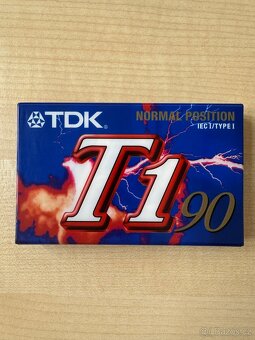 TDK
NORMAL POSITION
IEC I/TYPE I
T1 90